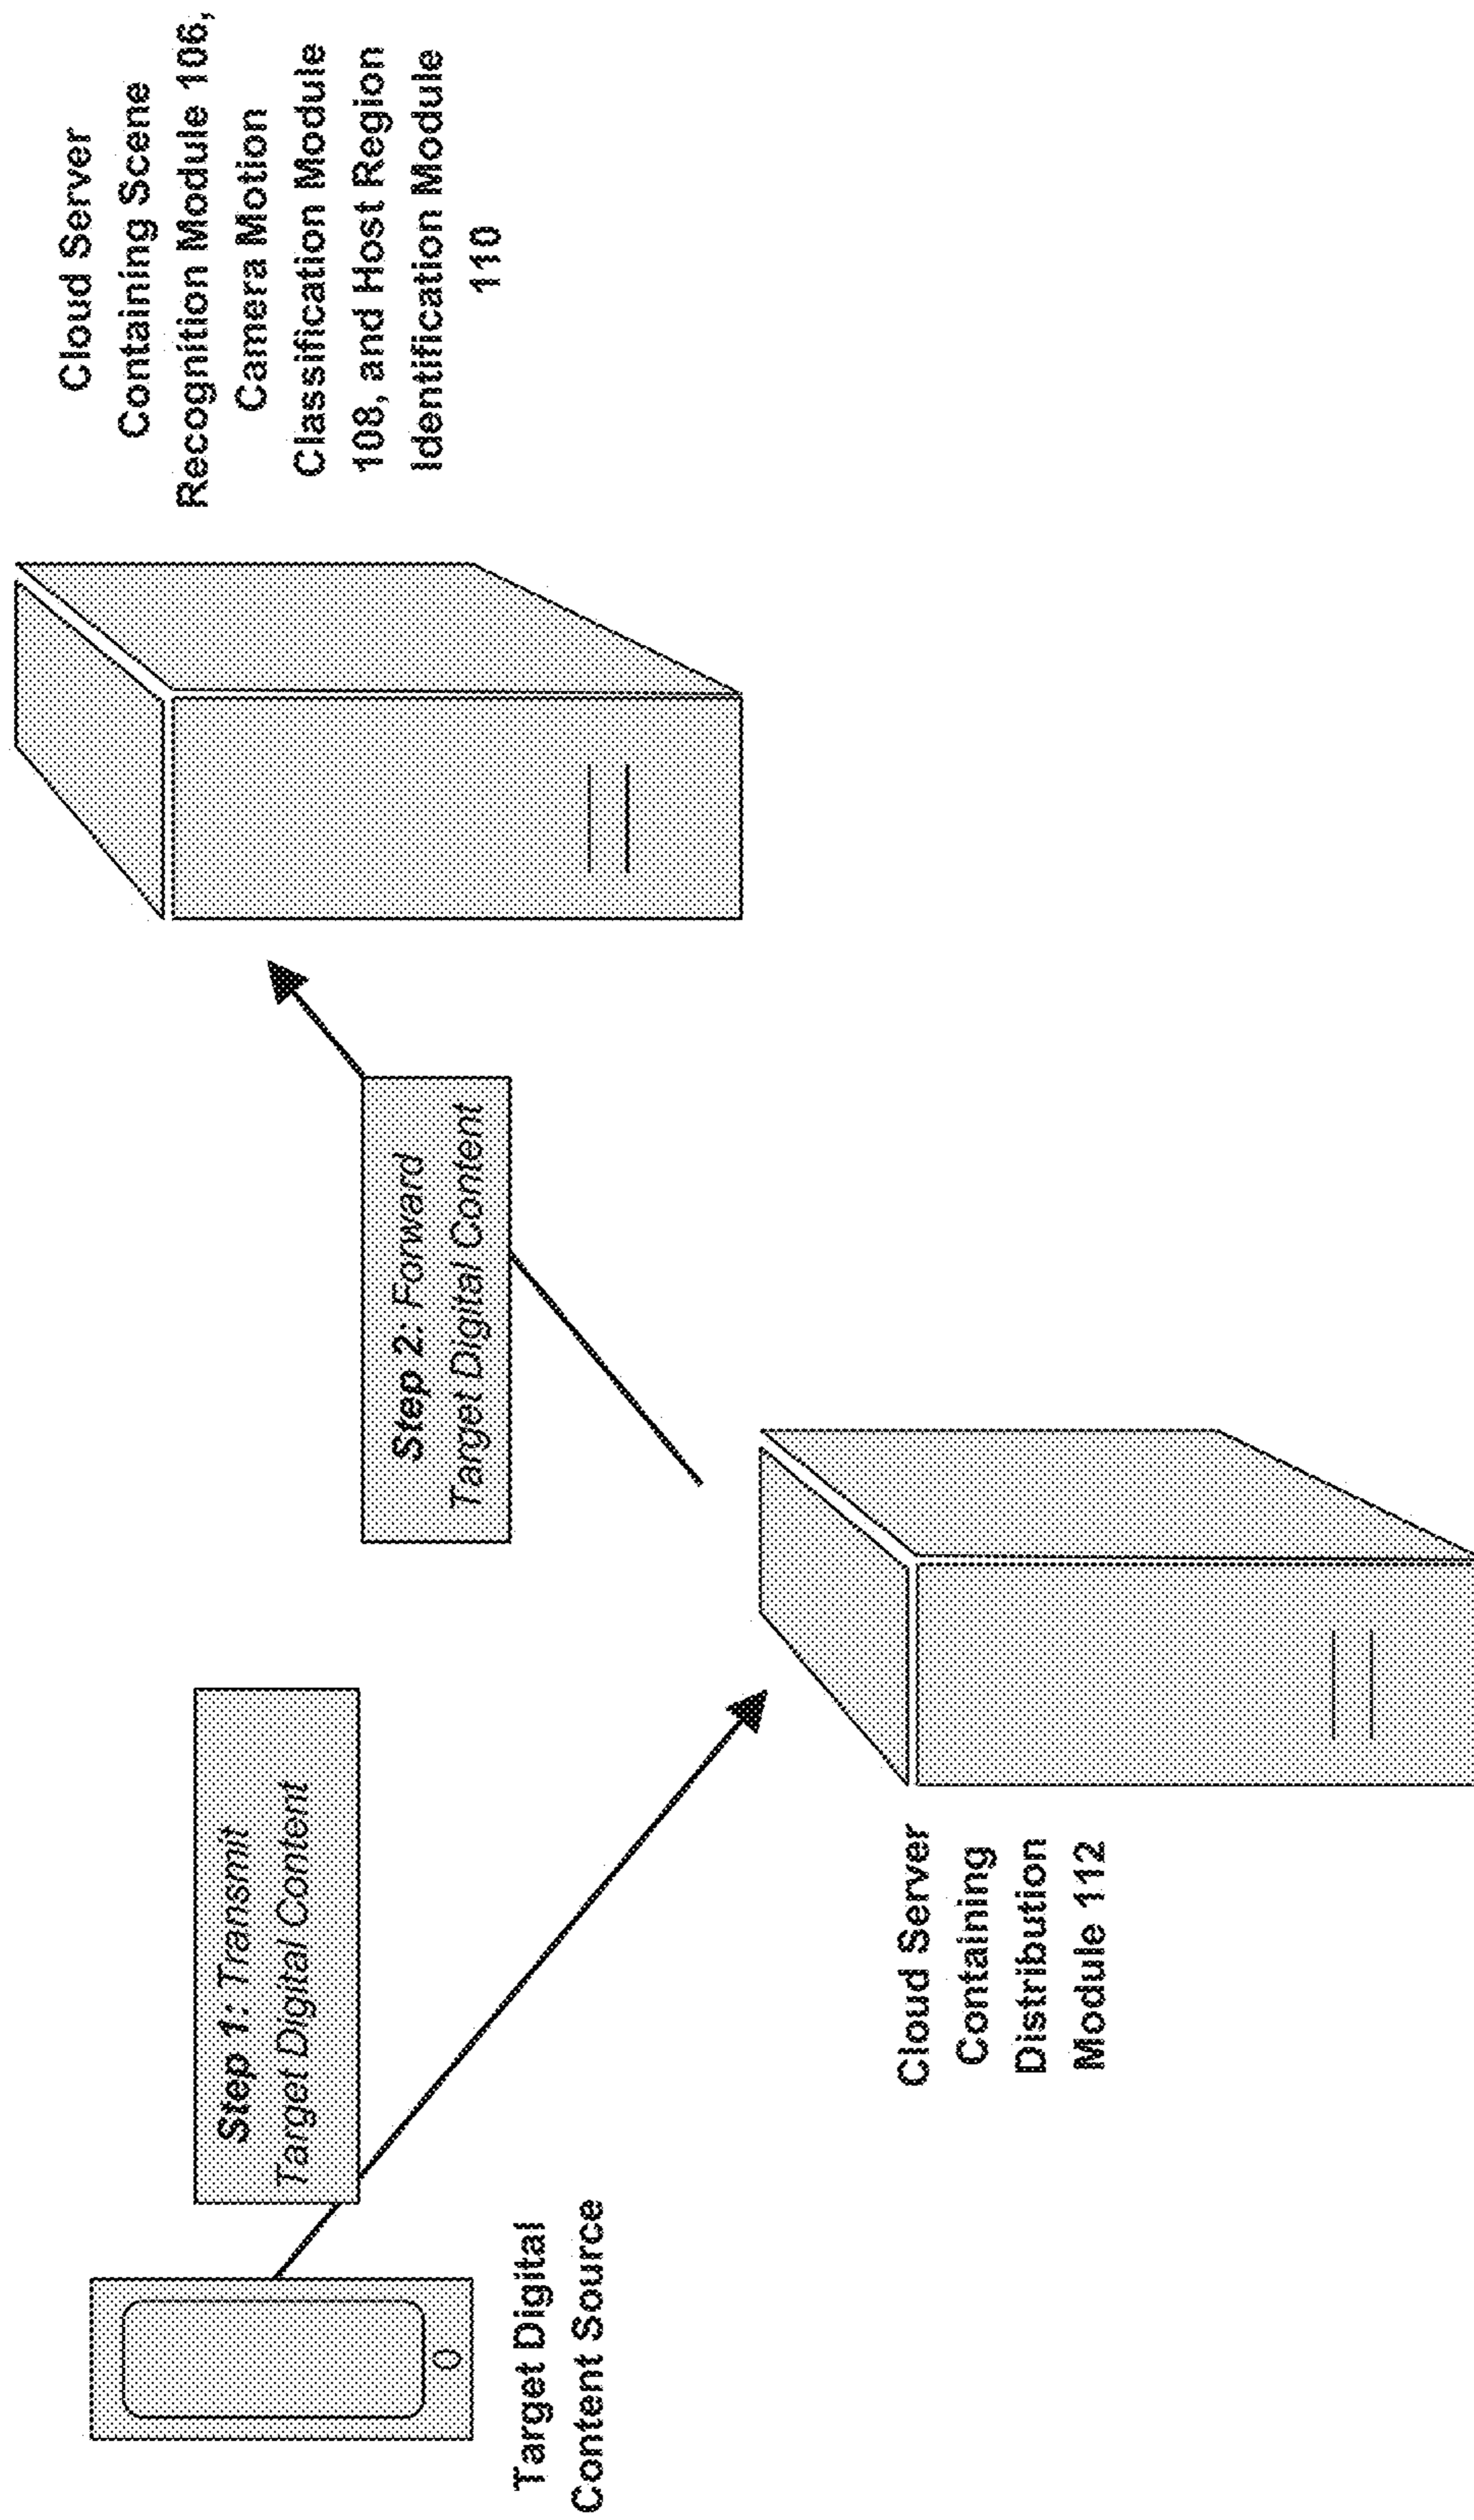 Cloud Server
Containing Scene
Recognition Module 106,
Camera Motion
Classification Module
108, and Host Region
Identification Module
110
Step 1: Transmit
Target Digital Content
Step 2: Forward
Target Digital Content
Target Digital
Content Source
Cloud Server
Containing
Distribution
Module 112